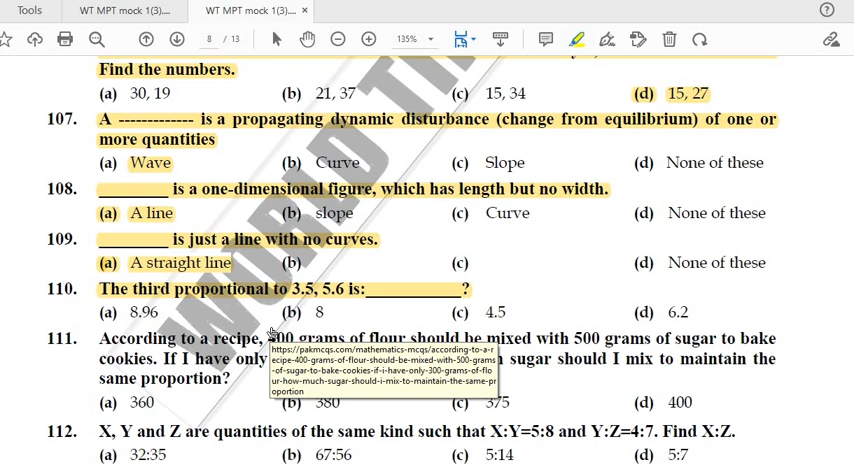 Tools WT MPT mock 1(3).... WT MPT mock 1(3).... ×
8 / 13 135%
Find the numbers.
(a) 30, 19 (b) 21, 37 (c) 15, 34 (d) 15, 27
107. A ------------- is a propagating dynamic disturbance (change from equilibrium) of one or
more quantities
(a) Wave (b) Curve (c) Slope (d) None of these
108. ________ is a one-dimensional figure, which has length but no width.
(a) A line (b) slope (c) Curve (d) None of these
109. ________ is just a line with no curves.
(a) A straight line (b) (c) (d) None of these
110. The third proportional to 3.5, 5.6 is:___________?
(a) 8.96 (b) 8 (c) 4.5 (d) 6.2
111. According to a recipe, 400 grams of flour should be mixed with 500 grams of sugar to bake
cookies. If I have only sugar should I mix to maintain the
same proportion?
https://pakmcqs.com/mathematics-mcqs/according-to-a-r
ecipe-400-grams-of-flour-should-be-mixed-with-500-grams
-of-sugar-to-bake-cookies-if-i-have-only-300-grams-of-flo
ur-how-much-sugar-should-i-mix-to-maintain-the-same-pr
oportion
(a) 360 (b) 380 (c) 375 (d) 400
112. X, Y and Z are quantities of the same kind such that X:Y=5:8 and Y:Z=4:7. Find X:Z.
(a) 32:35 (b) 67:56 (c) 5:14 (d) 5:7